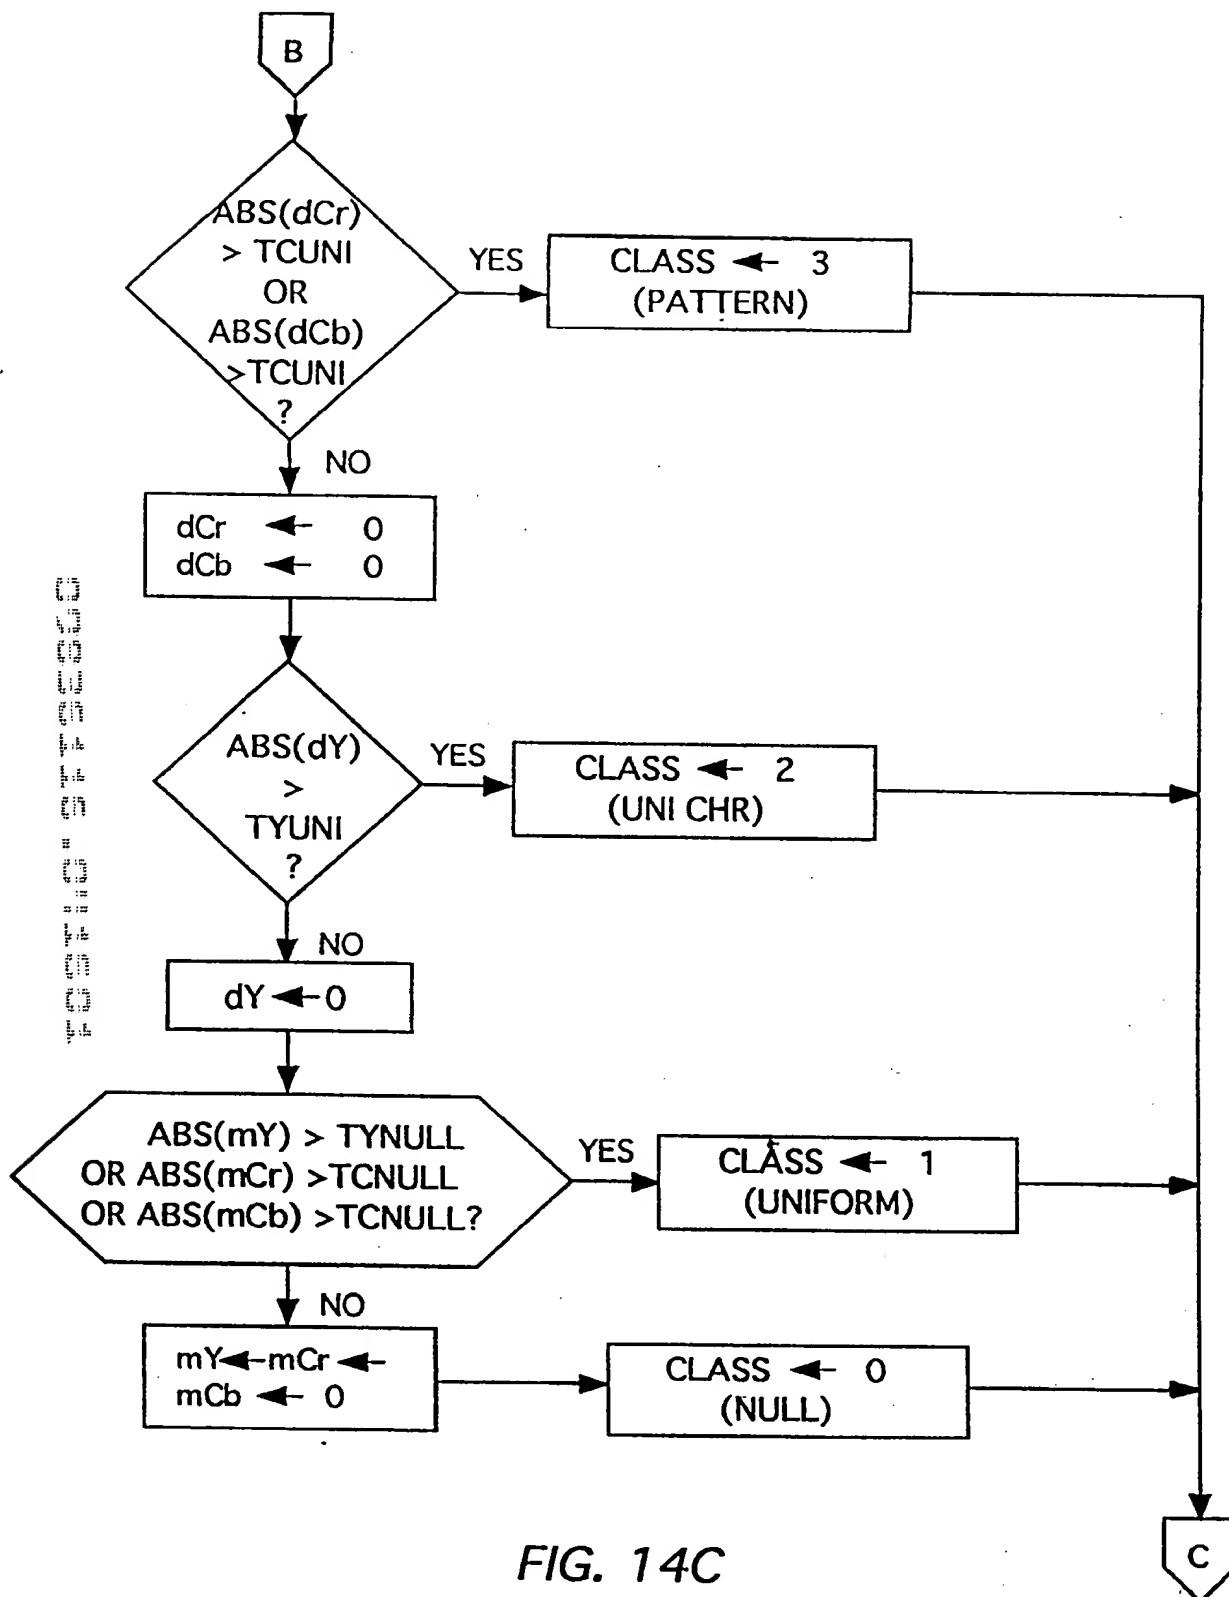 B
ABS(dCr)
> TCUNI
OR
ABS(dCb)
>TCUNI
?
YES
CLASS ← 3
(PATTERN)
NO
dCr ← 0
dCb ← 0
ABS(dY)
>
TYUNI
?
YES
CLASS ← 2
(UNI CHR)
NO
dY ← 0
ABS(mY) > TYNULL
OR ABS(mCr) >TCNULL
OR ABS(mCb) >TCNULL?
YES
CLASS ← 1
(UNIFORM)
NO
mY←mCr←
mCb ← 0
CLASS ← 0
(NULL)
C
FIG. 14C